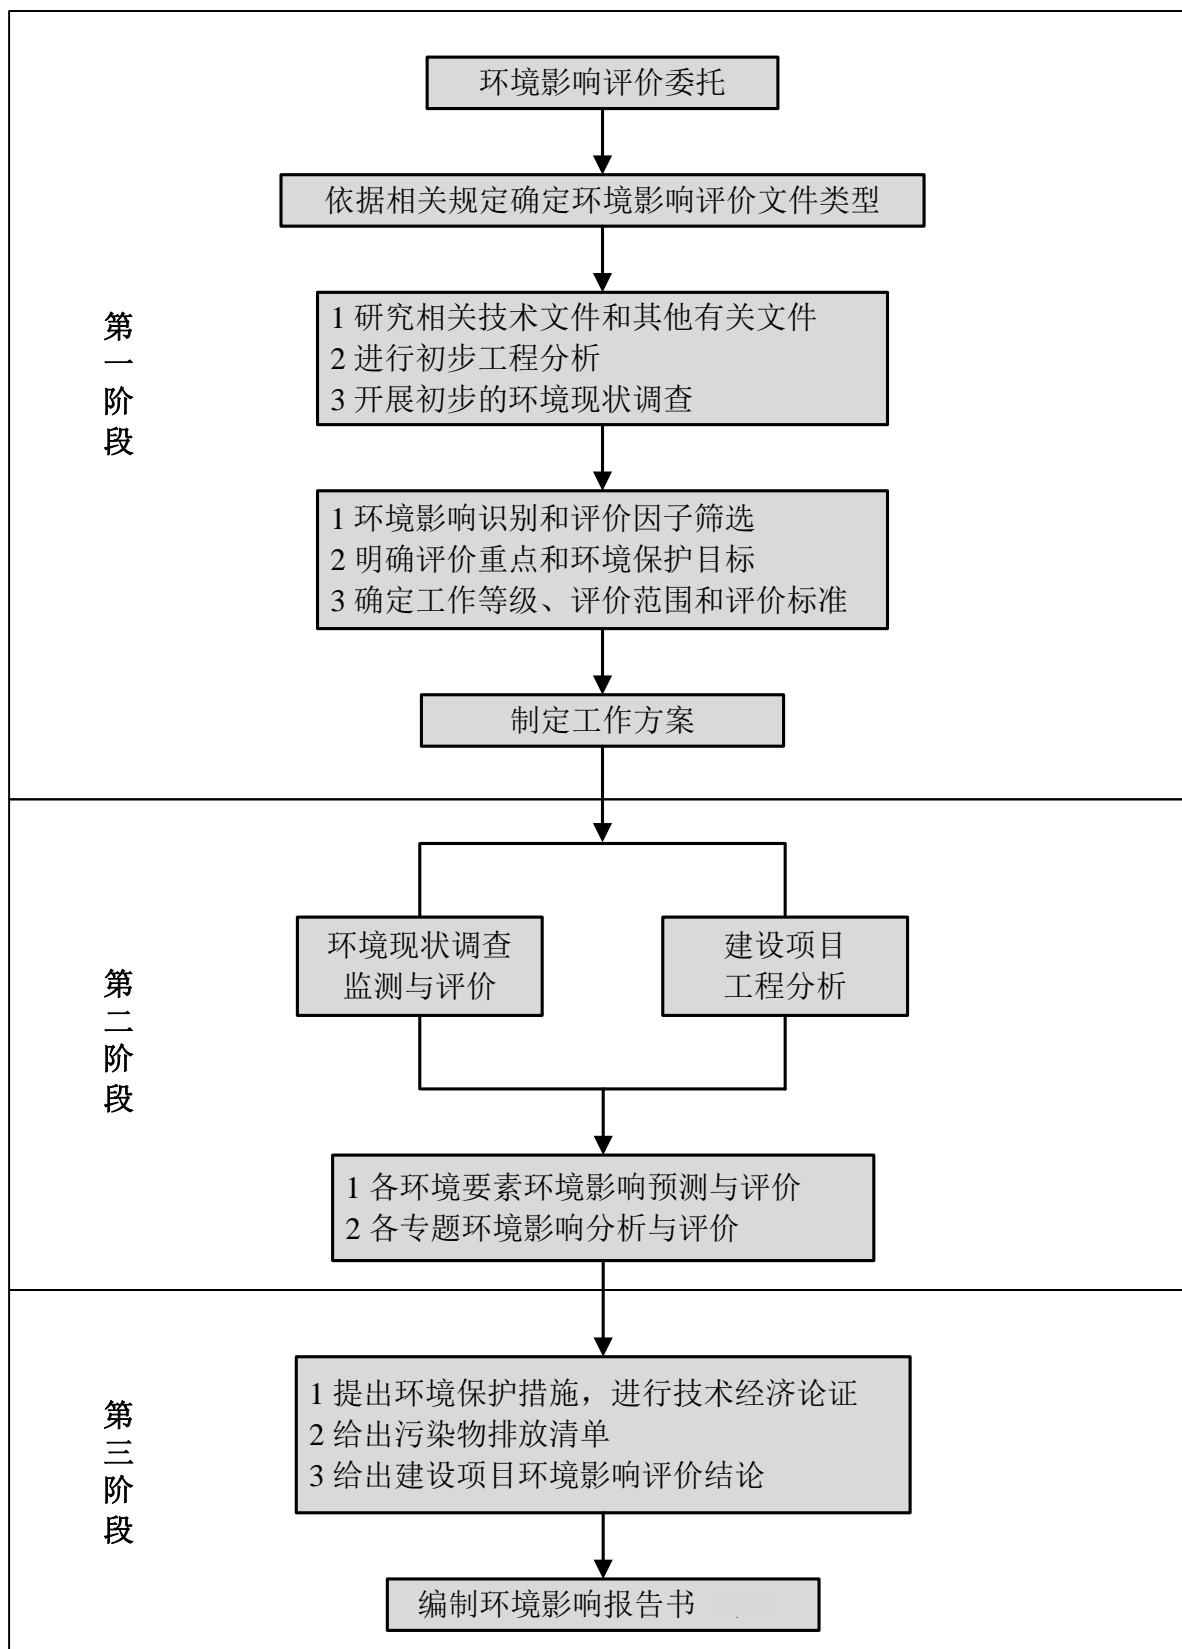 环境影响评价委托
依据相关规定确定环境影响评价文件类型
第一阶段
1 研究相关技术文件和其他有关文件
2 进行初步工程分析
3 开展初步的环境现状调查
1 环境影响识别和评价因子筛选
2 明确评价重点和环境保护目标
3 确定工作等级、评价范围和评价标准
制定工作方案
第二阶段
环境现状调查
监测与评价
建设项目
工程分析
1 各环境要素环境影响预测与评价
2 各专题环境影响分析与评价
第三阶段
1 提出环境保护措施，进行技术经济论证
2 给出污染物排放清单
3 给出建设项目环境影响评价结论
编制环境影响报告书